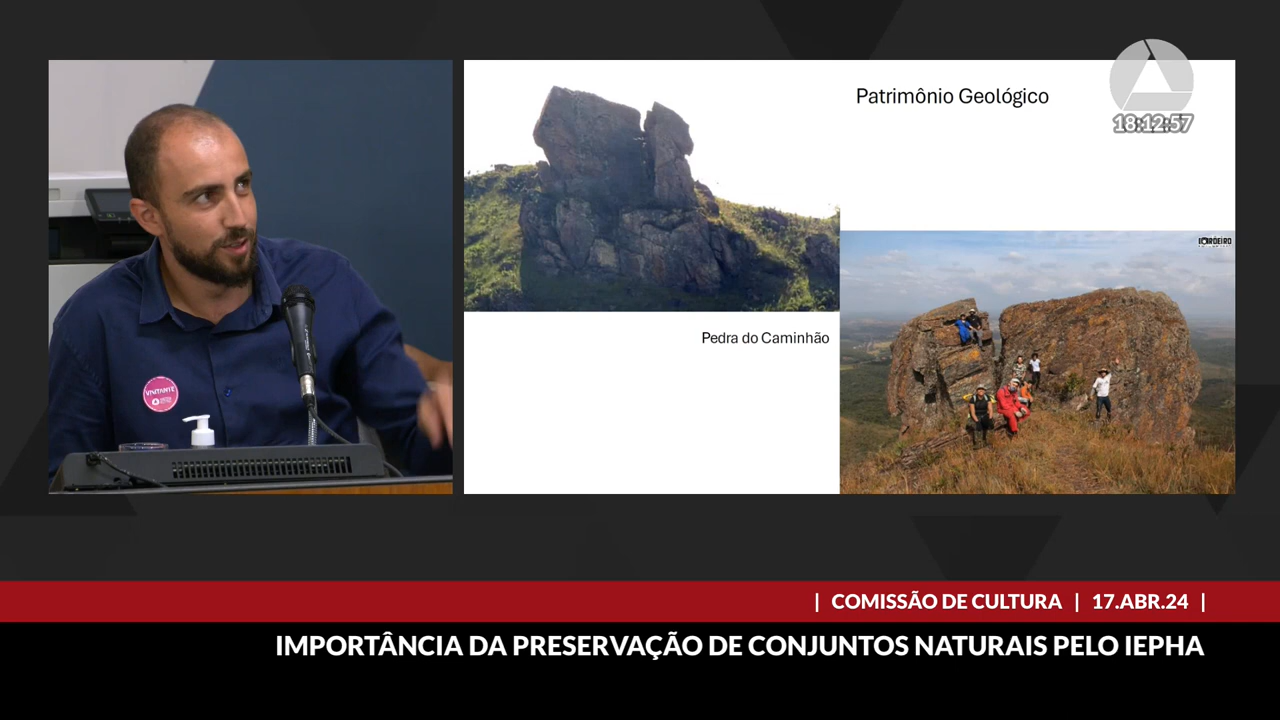 Patrimônio Geológico
18:12:57
Pedra do Caminhão
VISITANTE
| COMISSÃO DE CULTURA | 17.ABR.24 |
IMPORTÂNCIA DA PRESERVAÇÃO DE CONJUNTOS NATURAIS PELO IEPHA